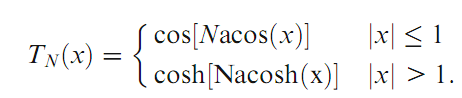 T_N(x) = { cos[Nacos(x)] |x| ≤ 1
cosh[Nacosh(x)] |x| > 1.